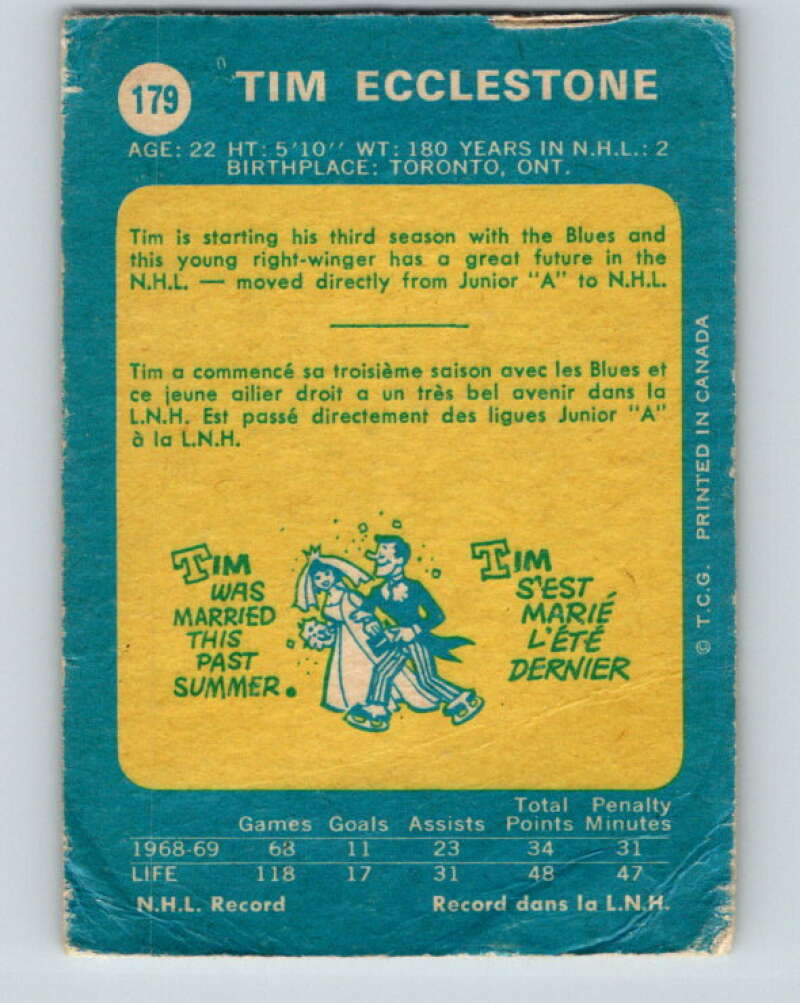 179
TIM ECCLESTONE
AGE: 22 HT: 5'10'' WT: 180 YEARS IN N.H.L.: 2
BIRTHPLACE: TORONTO, ONT.
Tim is starting his third season with the Blues and
this young right-winger has a great future in the
N.H.L. — moved directly from Junior "A" to N.H.L.
Tim a commencé sa troisième saison avec les Blues et
ce jeune ailier droit a un très bel avenir dans la
L.N.H. Est passé directement des ligues Junior "A"
à la L.N.H.
TIM
WAS
MARRIED
THIS
PAST
SUMMER.
TIM
S'EST
MARIÉ
L'ÉTÉ
DERNIER
© T.C.G. PRINTED IN CANADA
Total Penalty
Games Goals Assists Points Minutes
1968-69 68 11 23 34 31
LIFE 118 17 31 48 47
N.H.L. Record Record dans la L.N.H.